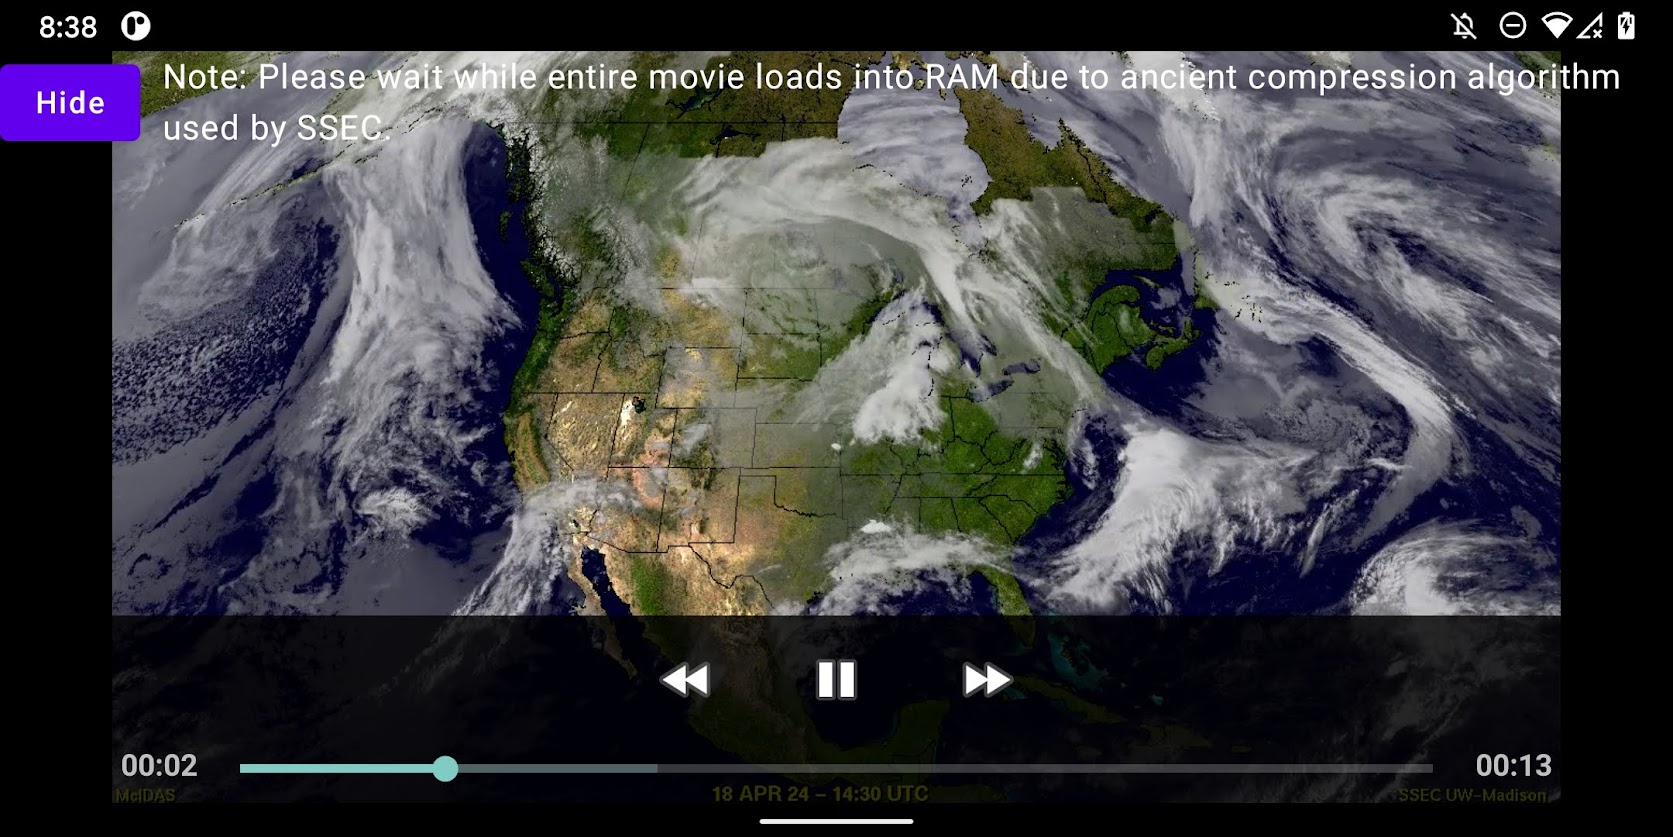 8:38
Hide
Note: Please wait while entire movie loads into RAM due to ancient compression algorithm
used by SSEC.
00:02
00:13
McIDAS
18 APR 24 – 14:30 UTC
SSEC UW–Madison